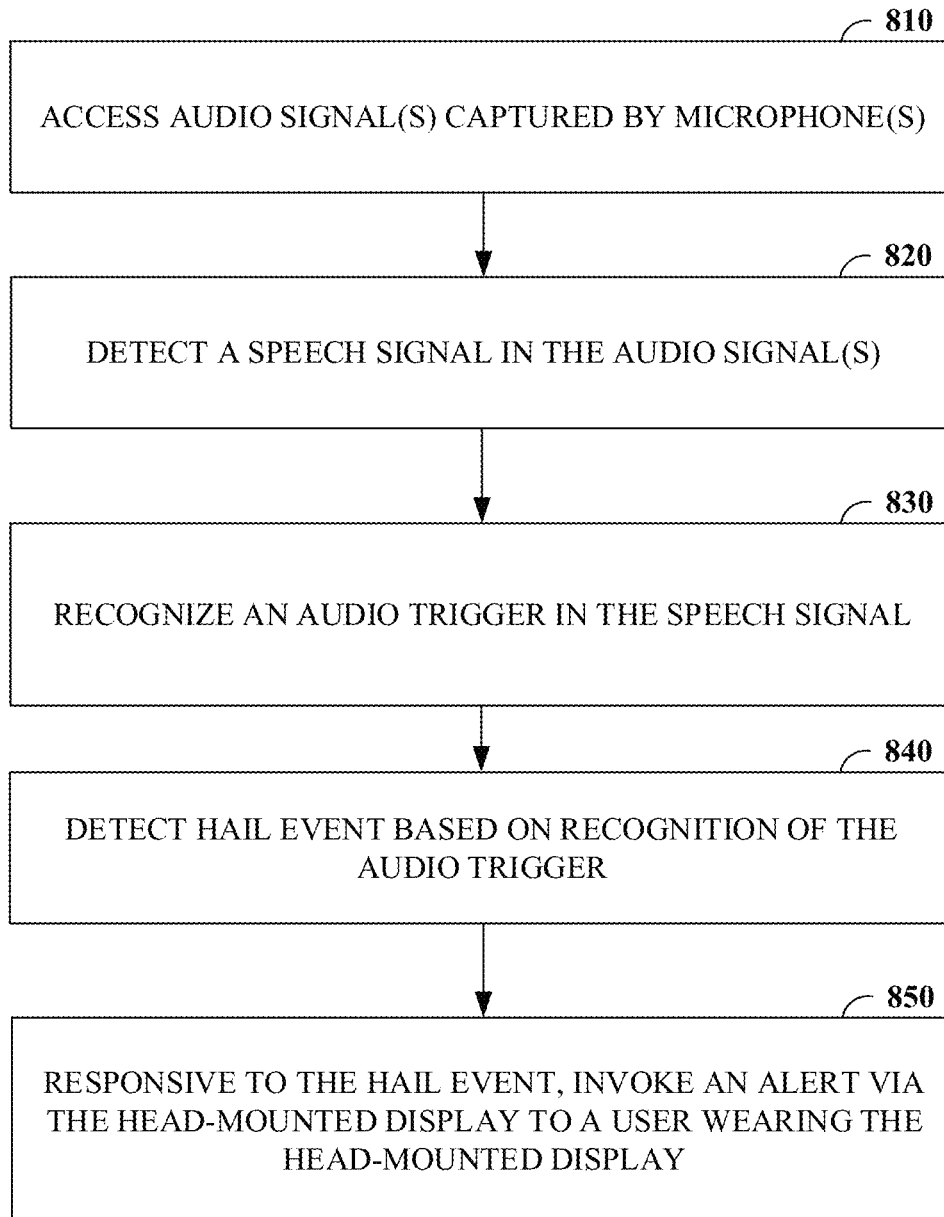 810
ACCESS AUDIO SIGNAL(S) CAPTURED BY MICROPHONE(S)
820
DETECT A SPEECH SIGNAL IN THE AUDIO SIGNAL(S)
830
RECOGNIZE AN AUDIO TRIGGER IN THE SPEECH SIGNAL
840
DETECT HAIL EVENT BASED ON RECOGNITION OF THE
AUDIO TRIGGER
850
RESPONSIVE TO THE HAIL EVENT, INVOKE AN ALERT VIA
THE HEAD-MOUNTED DISPLAY TO A USER WEARING THE
HEAD-MOUNTED DISPLAY